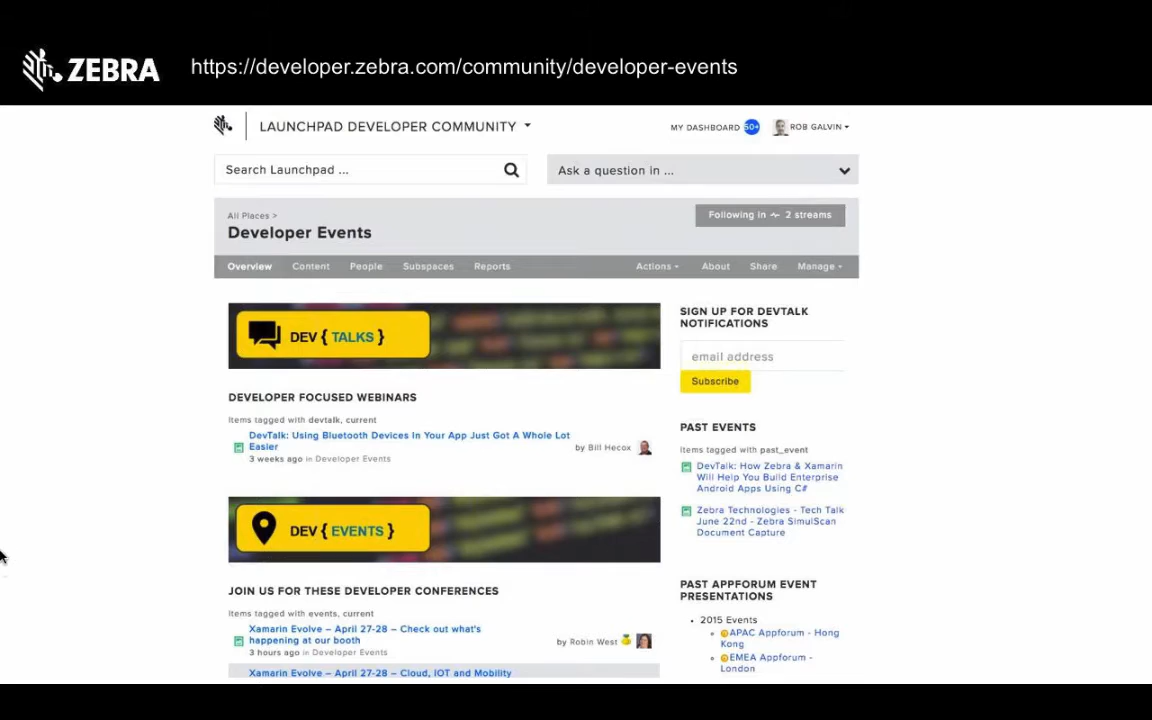 ZEBRA https://developer.zebra.com/community/developer-events
LAUNCHPAD DEVELOPER COMMUNITY
MY DASHBOARD 50+ ROB GALVIN
Search Launchpad ...
Ask a question in ...
All Places >
Developer Events
Following in 2 streams
Overview Content People Subspaces Reports Actions About Share Manage
DEV { TALKS }
DEVELOPER FOCUSED WEBINARS
Items tagged with devtalk, current
DevTalk: Using Bluetooth Devices In Your App Just Got A Whole Lot
Easier
3 weeks ago in Developer Events
by Bill Hecox
DEV { EVENTS }
JOIN US FOR THESE DEVELOPER CONFERENCES
Items tagged with events, current
Xamarin Evolve – April 27-28 – Check out what's
happening at our booth
3 hours ago in Developer Events
by Robin West
Xamarin Evolve – April 27-28 – Cloud, IOT and Mobility
SIGN UP FOR DEVTALK
NOTIFICATIONS
email address
Subscribe
PAST EVENTS
Items tagged with past_event
DevTalk: How Zebra & Xamarin
Will Help You Build Enterprise
Android Apps Using C#
Zebra Technologies - Tech Talk
June 22nd - Zebra SimulScan
Document Capture
PAST APPFORUM EVENT
PRESENTATIONS
2015 Events
APAC Appforum - Hong
Kong
EMEA Appforum -
London